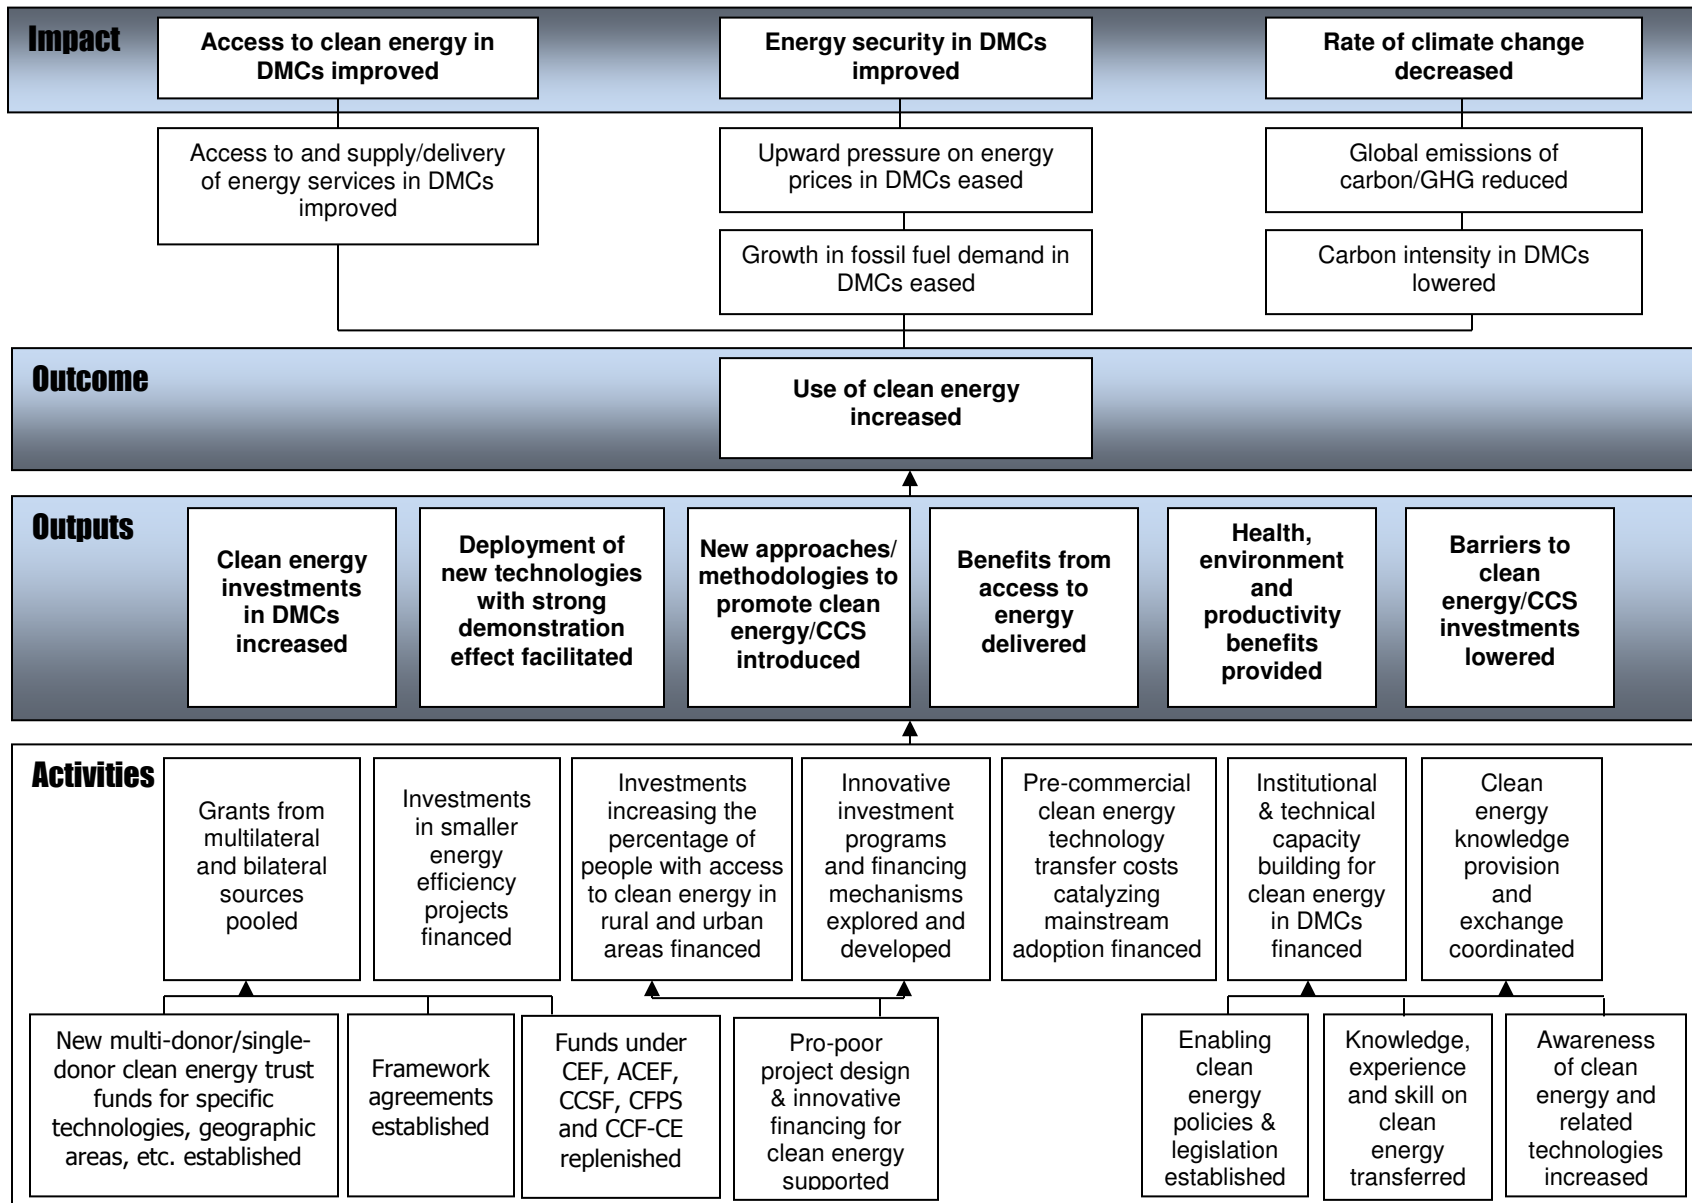 Impact
Access to clean energy in
DMCs improved
Energy security in DMCs
improved
Rate of climate change
decreased
Access to and supply/delivery
of energy services in DMCs
improved
Upward pressure on energy
prices in DMCs eased
Global emissions of
carbon/GHG reduced
Growth in fossil fuel demand in
DMCs eased
Carbon intensity in DMCs
lowered
Outcome
Use of clean energy
increased
Outputs
Clean energy
investments
in DMCs
increased
Deployment of
new technologies
with strong
demonstration
effect facilitated
New approaches/
methodologies to
promote clean
energy/CCS
introduced
Benefits from
access to
energy
delivered
Health,
environment
and
productivity
benefits
provided
Barriers to
clean
energy/CCS
investments
lowered
Activities
Grants from
multilateral
and bilateral
sources
pooled
Investments
in smaller
energy
efficiency
projects
financed
Investments
increasing the
percentage of
people with access
to clean energy in
rural and urban
areas financed
Innovative
investment
programs
and financing
mechanisms
explored and
developed
Pre-commercial
clean energy
technology
transfer costs
catalyzing
mainstream
adoption financed
Institutional
& technical
capacity
building for
clean energy
in DMCs
financed
Clean
energy
knowledge
provision
and
exchange
coordinated
New multi-donor/single-
donor clean energy trust
funds for specific
technologies, geographic
areas, etc. established
Framework
agreements
established
Funds under
CEF, ACEF,
CCSF, CFPS
and CCF-CE
replenished
Pro-poor
project design
& innovative
financing for
clean energy
supported
Enabling
clean
energy
policies &
legislation
established
Knowledge,
experience
and skill on
clean
energy
transferred
Awareness
of clean
energy and
related
technologies
increased